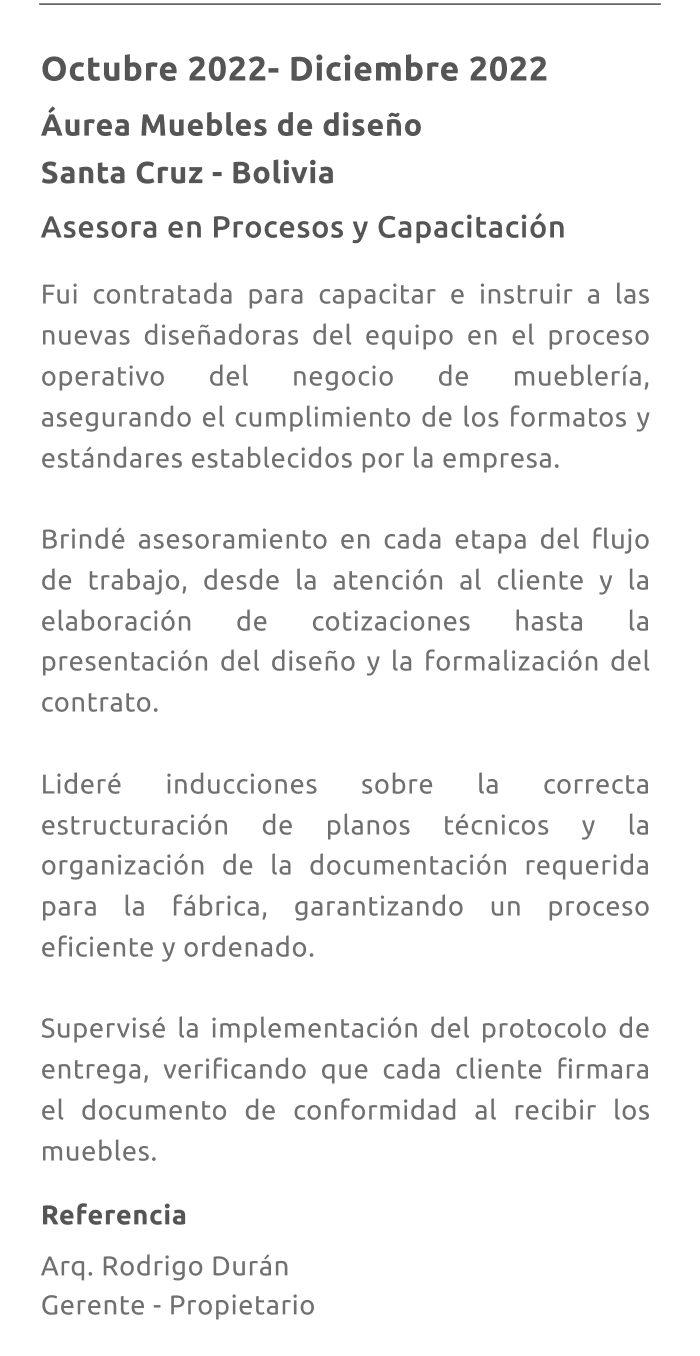 Octubre 2022- Diciembre 2022
Áurea Muebles de diseño
Santa Cruz - Bolivia
Asesora en Procesos y Capacitación
Fui contratada para capacitar e instruir a las
nuevas diseñadoras del equipo en el proceso
operativo del negocio de mueblería,
asegurando el cumplimiento de los formatos y
estándares establecidos por la empresa.
Brindé asesoramiento en cada etapa del flujo
de trabajo, desde la atención al cliente y la
elaboración de cotizaciones hasta la
presentación del diseño y la formalización del
contrato.
Lideré inducciones sobre la correcta
estructuración de planos técnicos y la
organización de la documentación requerida
para la fábrica, garantizando un proceso
eficiente y ordenado.
Supervisé la implementación del protocolo de
entrega, verificando que cada cliente firmara
el documento de conformidad al recibir los
muebles.
Referencia
Arq. Rodrigo Durán
Gerente - Propietario